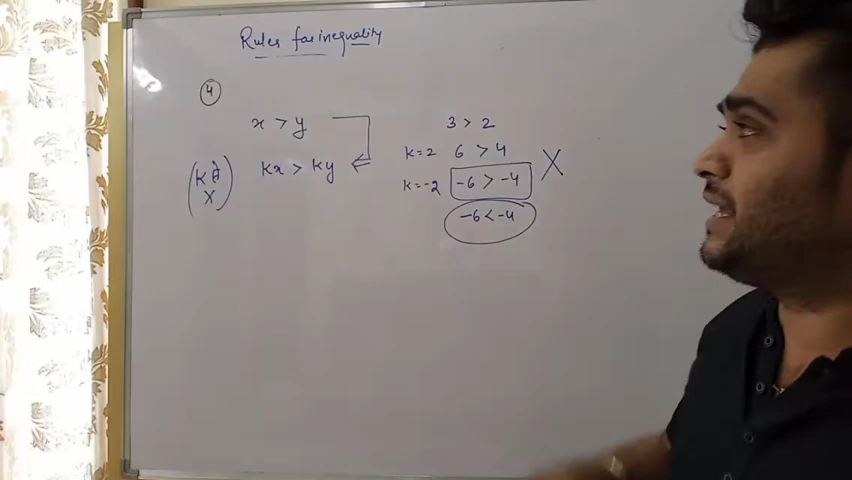 Rules for inequality
4
x > y
Kx > Ky
K
X
3 > 2
K=2 6 > 4
K=-2 -6 > -4 X
-6 < -4